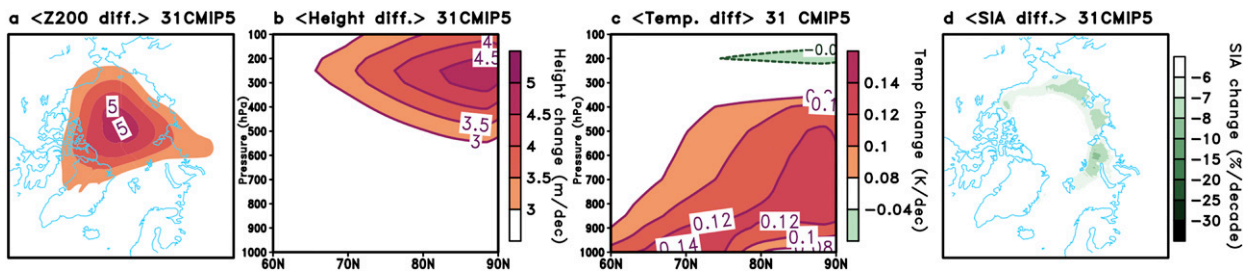 a <Z200 diff.> 31CMIP5
5
5
5
4.5
4
3.5
3
Height change (m/dec)
b <Height diff.> 31CMIP5
100
200
300
400
500
600
700
800
900
1000
Pressure (hPa)
60N
70N
80N
90N
4
4.5
3.5
3
c <Temp. diff> 31 CMIP5
100
200
300
400
500
600
700
800
900
1000
Pressure (hPa)
60N
70N
80N
90N
0.12
0.14
0.12
0.1
0.14
0.12
0.1
0.08
-0.04
Temp change (K/dec)
d <SIA diff.> 31CMIP5
-6
-7
-8
-10
-15
-20
-25
-30
SIA change (%/decade)